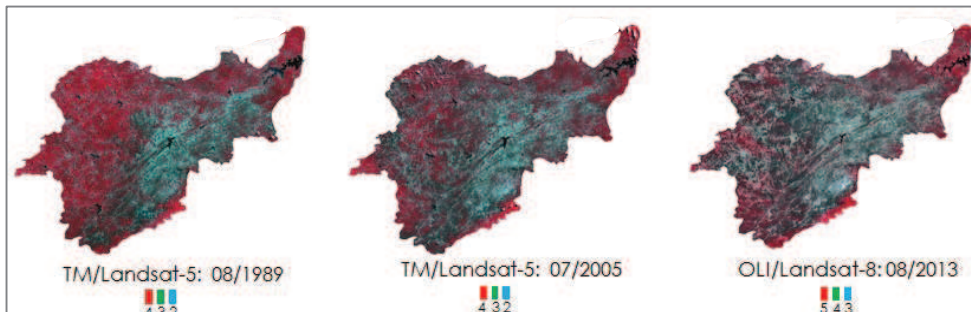 TM/Landsat-5: 08/1989
4 3 2
TM/Landsat-5: 07/2005
4 3 2
OLI/Landsat-8:08/2013
5 4 3